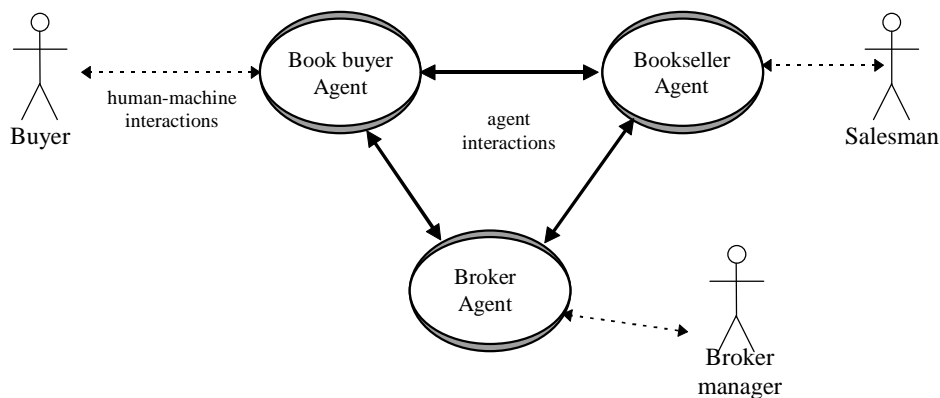 Book buyer
Agent
Bookseller
Agent
human-machine
interactions
agent
interactions
Buyer
Salesman
Broker
Agent
Broker
manager